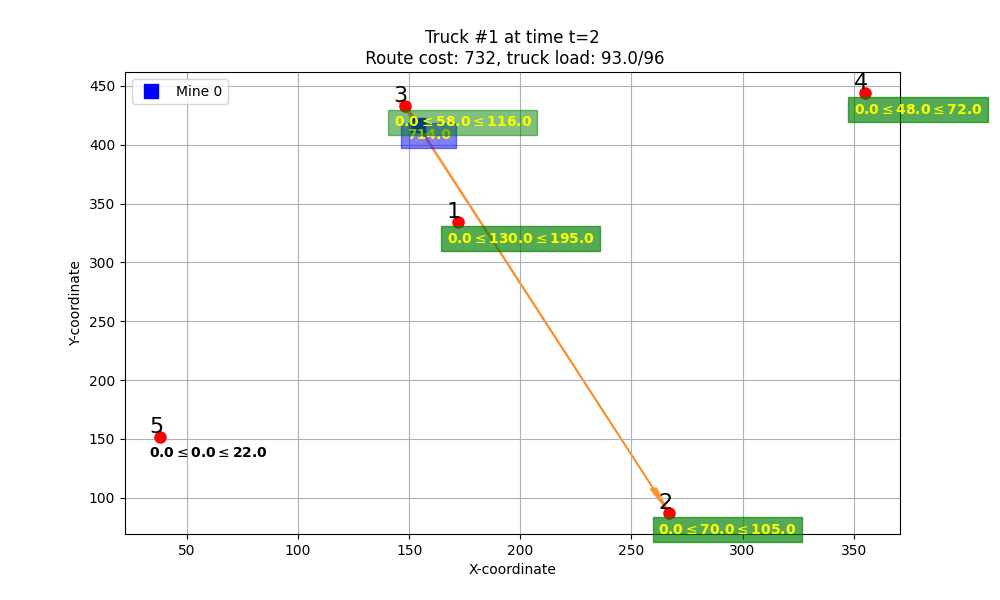 Truck #1 at time t=2
Route cost: 732, truck load: 93.0/96
Mine 0
3
4
0.0 ≤ 58.0 ≤ 116.0
714.0
0.0 ≤ 48.0 ≤ 72.0
1
0.0 ≤ 130.0 ≤ 195.0
5
0.0 ≤ 0.0 ≤ 22.0
2
0.0 ≤ 70.0 ≤ 105.0
450
400
350
300
250
200
150
100
Y-coordinate
50 100 150 200 250 300 350
X-coordinate